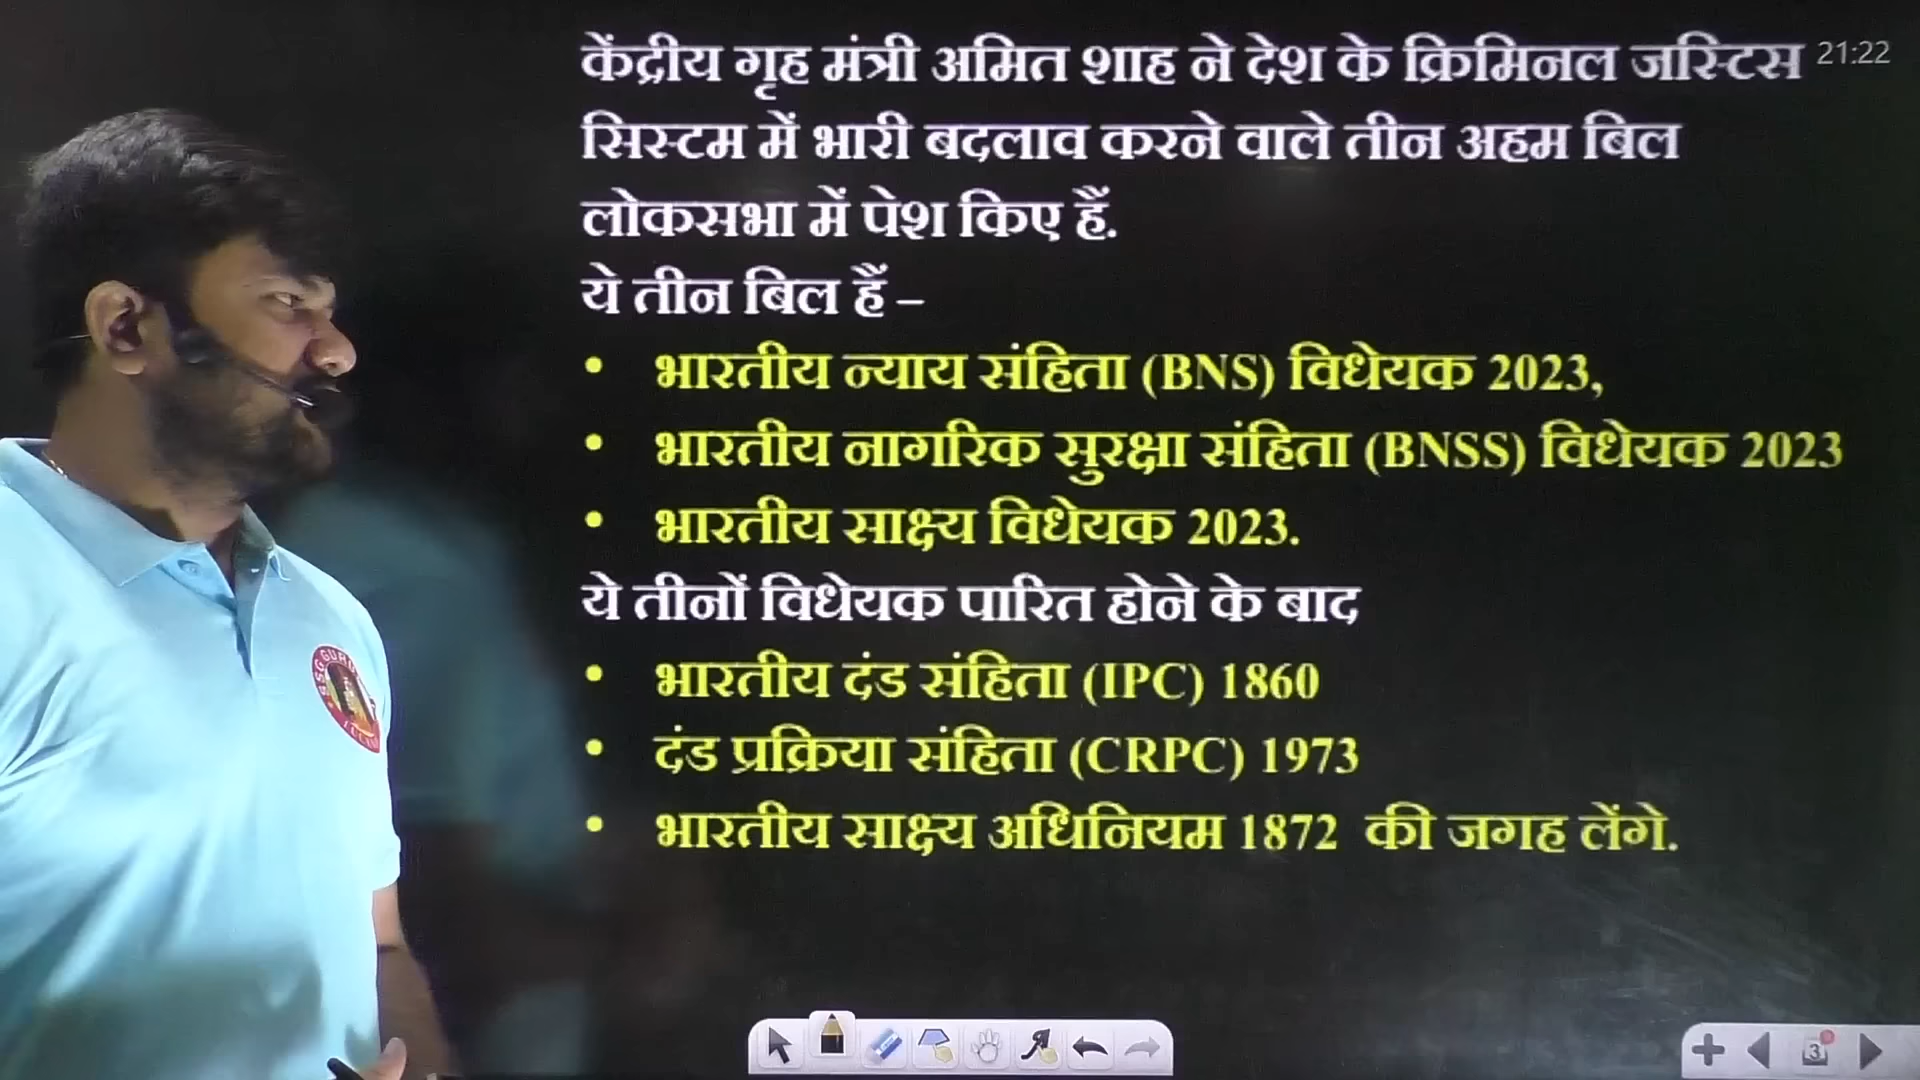 केंद्रीय गृह मंत्री अमित शाह ने देश के क्रिमिनल जस्टिस
21:22
सिस्टम में भारी बदलाव करने वाले तीन अहम बिल
लोकसभा में पेश किए हैं.
ये तीन बिल हैं –
• भारतीय न्याय संहिता (BNS) विधेयक 2023,
• भारतीय नागरिक सुरक्षा संहिता (BNSS) विधेयक 2023
• भारतीय साक्ष्य विधेयक 2023.
ये तीनों विधेयक पारित होने के बाद
• भारतीय दंड संहिता (IPC) 1860
• दंड प्रक्रिया संहिता (CRPC) 1973
• भारतीय साक्ष्य अधिनियम 1872 की जगह लेंगे.
3